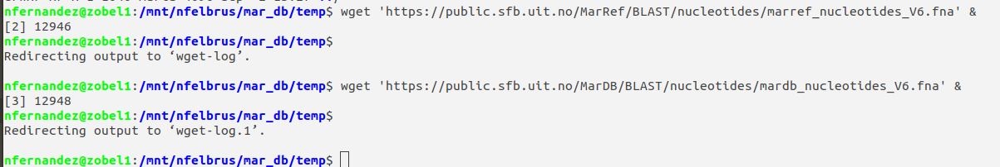 nfernandez@zobel1:/mnt/nfelbrus/mar_db/temp$ wget 'https://public.sfb.uit.no/MarRef/BLAST/nucleotides/marref_nucleotides_V6.fna' &
[2] 12946
nfernandez@zobel1:/mnt/nfelbrus/mar_db/temp$
Redirecting output to ‘wget-log’.
nfernandez@zobel1:/mnt/nfelbrus/mar_db/temp$ wget 'https://public.sfb.uit.no/MarDB/BLAST/nucleotides/mardb_nucleotides_V6.fna' &
[3] 12948
nfernandez@zobel1:/mnt/nfelbrus/mar_db/temp$
Redirecting output to ‘wget-log.1’.
nfernandez@zobel1:/mnt/nfelbrus/mar_db/temp$